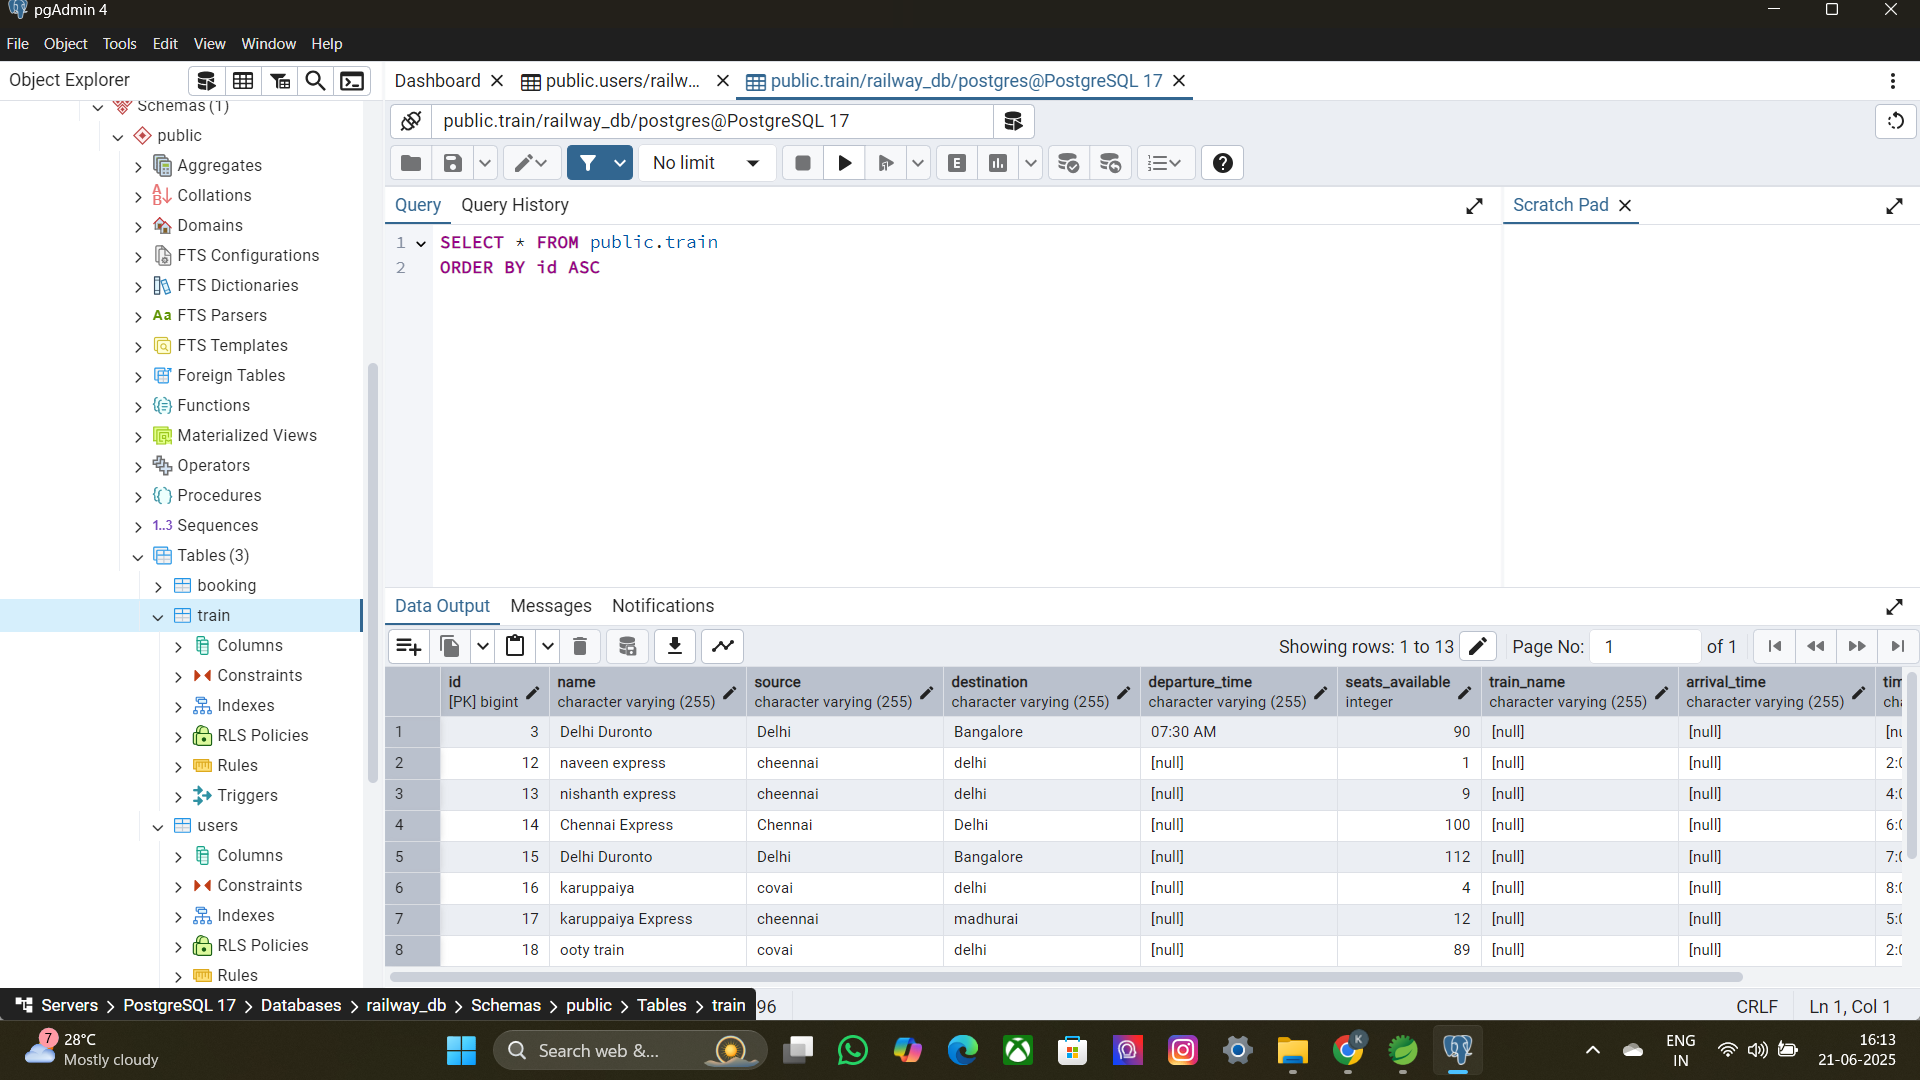 pgAdmin 4
File Object Tools Edit View Window Help
Object Explorer
Dashboard public.users/railw... public.train/railway_db/postgres@PostgreSQL 17
public.train/railway_db/postgres@PostgreSQL 17
No limit
Query Query History
Scratch Pad
1 SELECT * FROM public.train
2 ORDER BY id ASC
Schemas (1)
public
Aggregates
Collations
Domains
FTS Configurations
FTS Dictionaries
Aa FTS Parsers
FTS Templates
Foreign Tables
Functions
Materialized Views
Operators
Procedures
1..3 Sequences
Tables (3)
booking
train
Columns
Constraints
Indexes
RLS Policies
Rules
Triggers
users
Columns
Constraints
Indexes
RLS Policies
Rules
Data Output Messages Notifications
Showing rows: 1 to 13 Page No: 1 of 1
id name source destination departure_time seats_available train_name arrival_time tim
[PK] bigint character varying (255) character varying (255) character varying (255) character varying (255) integer character varying (255) character varying (255) cha
1 3 Delhi Duronto Delhi Bangalore 07:30 AM 90 [null] [null] [nu
2 12 naveen express cheennai delhi [null] 1 [null] [null] 2:0
3 13 nishanth express cheennai delhi [null] 9 [null] [null] 4:0
4 14 Chennai Express Chennai Delhi [null] 100 [null] [null] 6:0
5 15 Delhi Duronto Delhi Bangalore [null] 112 [null] [null] 7:0
6 16 karuppaiya covai delhi [null] 4 [null] [null] 8:0
7 17 karuppaiya Express cheennai madhurai [null] 12 [null] [null] 5:0
8 18 ooty train covai delhi [null] 89 [null] [null] 2:0
Servers > PostgreSQL 17 > Databases > railway_db > Schemas > public > Tables > train 96
CRLF Ln 1, Col 1
7 28°C
Mostly cloudy
Search web &...
ENG
IN
16:13
21-06-2025